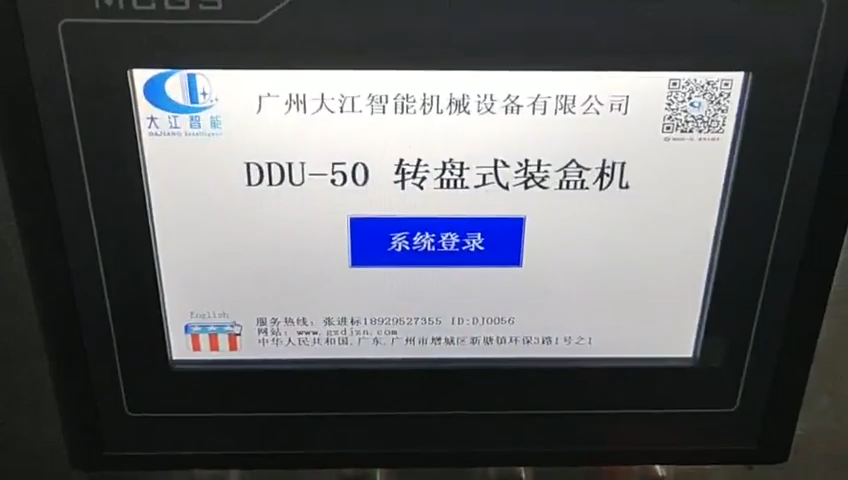 MCGS
广州大江智能机械设备有限公司
大江智能
DAJIANG Intelligent
DDU-50 转盘式装盒机
系统登录
English
服务热线：张进标18929527355 ID:DJ0056
网站：www.gzdjzn.com
中华人民共和国.广东.广州市增城区新塘镇环保3路1号之1